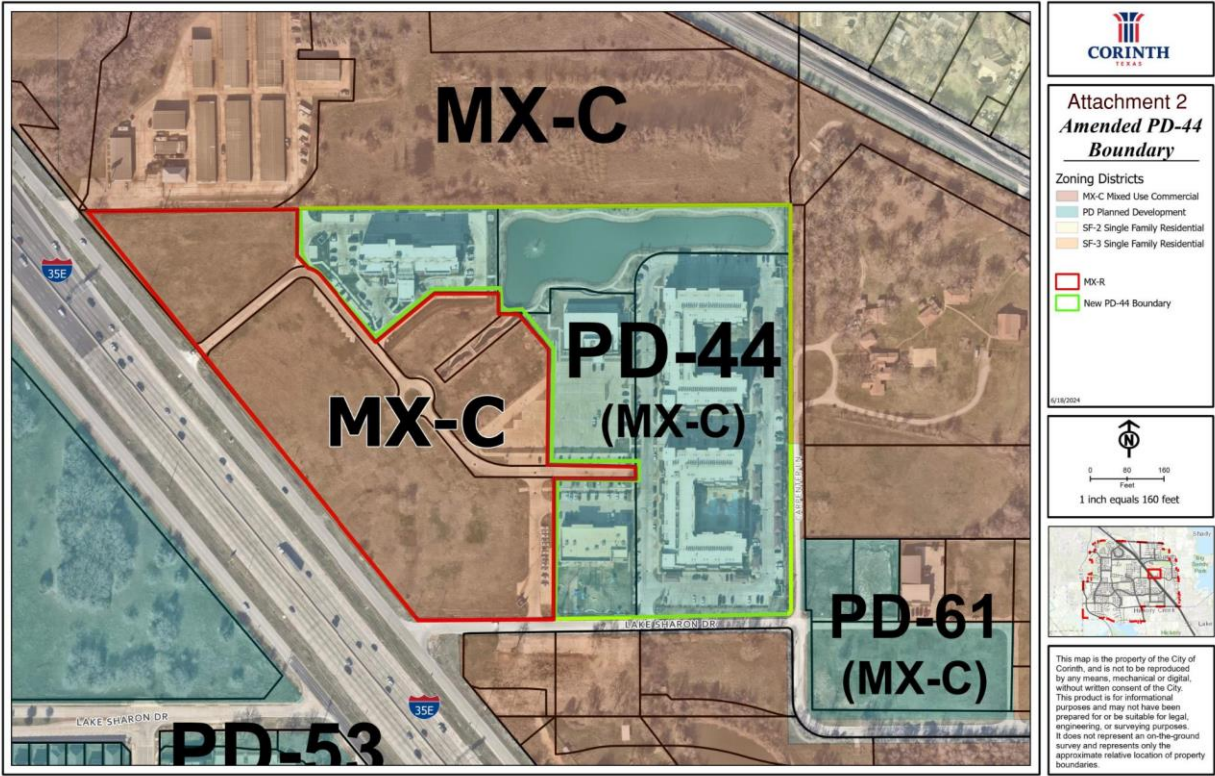 MX-C
35E
PD-44
(MX-C)
MX-C
CARPENTER LN
PD-61
(MX-C)
LAKE SHARON DR
35E
LAKE SHARON DR
PD-53
CORINTH
TEXAS
Attachment 2
Amended PD-44
Boundary
Zoning Districts
MX-C Mixed Use Commercial
PD Planned Development
SF-2 Single Family Residential
SF-3 Single Family Residential
MX-R
New PD-44 Boundary
6/18/2024
N
0 80 160
Feet
1 inch equals 160 feet
Hickory Creek
Lake
This map is the property of the City of
Corinth, and is not to be reproduced
by any means, mechanical or digital,
without written consent of the City.
This product is for informational
purposes and may not have been
prepared for or be suitable for legal,
engineering, or surveying purposes.
It does not represent an on-the-ground
survey and represents only the
approximate relative location of property
boundaries.